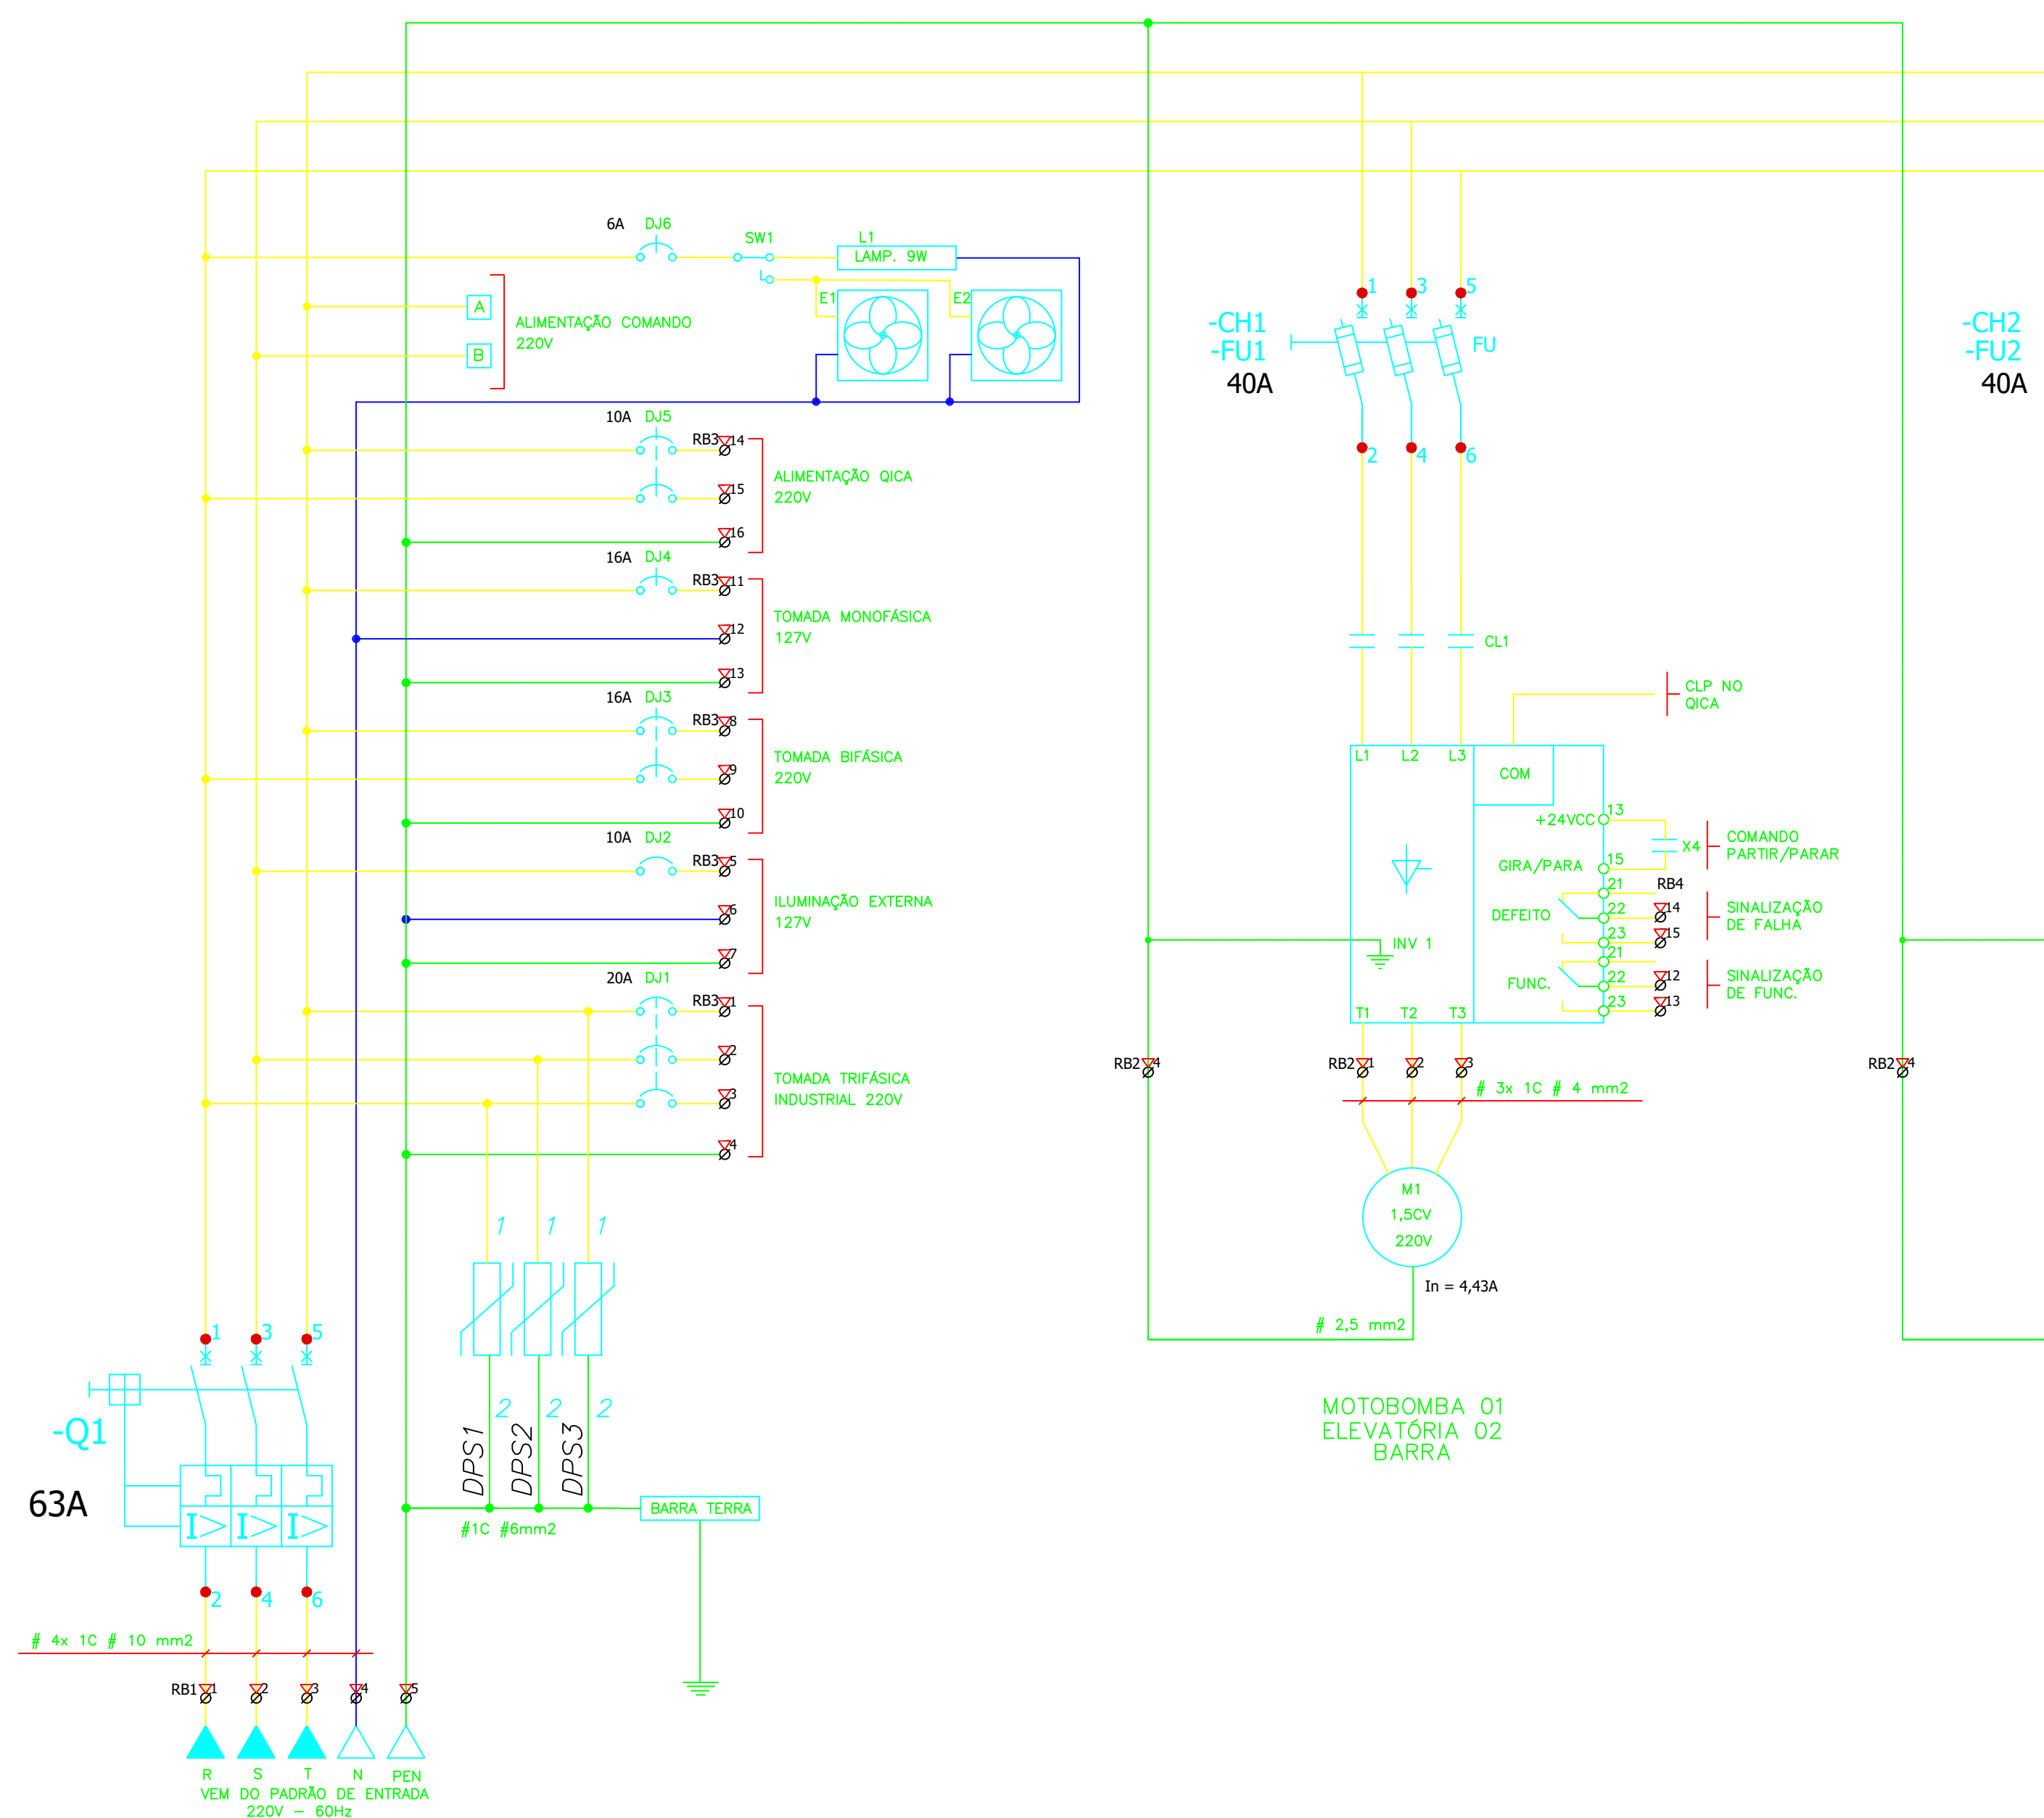 6A DJ6
SW1
L1
LAMP. 9W
E1
E2
A
B
ALIMENTAÇÃO COMANDO
220V
10A DJ5
RB3 14
15
16
ALIMENTAÇÃO QICA
220V
16A DJ4
RB3 11
12
13
TOMADA MONOFÁSICA
127V
16A DJ3
RB3 8
9
10
TOMADA BIFÁSICA
220V
10A DJ2
RB3 5
6
7
ILUMINAÇÃO EXTERNA
127V
20A DJ1
RB3 1
2
3
4
TOMADA TRIFÁSICA
INDUSTRIAL 220V
1 1 1
2 2 2
DPS1
DPS2
DPS3
BARRA TERRA
#1C #6mm2
1 3 5
-Q1
63A
I> I> I>
2 4 6
# 4x 1C # 10 mm2
RB1 1 2 3 4 5
R S T N PEN
VEM DO PADRÃO DE ENTRADA
220V - 60Hz
1 3 5
-CH1
-FU1
40A
FU
2 4 6
CL1
CLP NO
QICA
L1 L2 L3
COM
+24VCC 13
X4
COMANDO
PARTIR/PARAR
GIRA/PARA 15
RB4
21
DEFEITO 22 14
23 15
SINALIZAÇÃO
DE FALHA
INV 1
21
FUNC. 22 12
23 13
SINALIZAÇÃO
DE FUNC.
T1 T2 T3
RB2 4
RB2 1 2 3
# 3x 1C # 4 mm2
M1
1,5CV
220V
In = 4,43A
# 2,5 mm2
MOTOBOMBA 01
ELEVATÓRIA 02
BARRA
-CH2
-FU2
40A
RB2 4